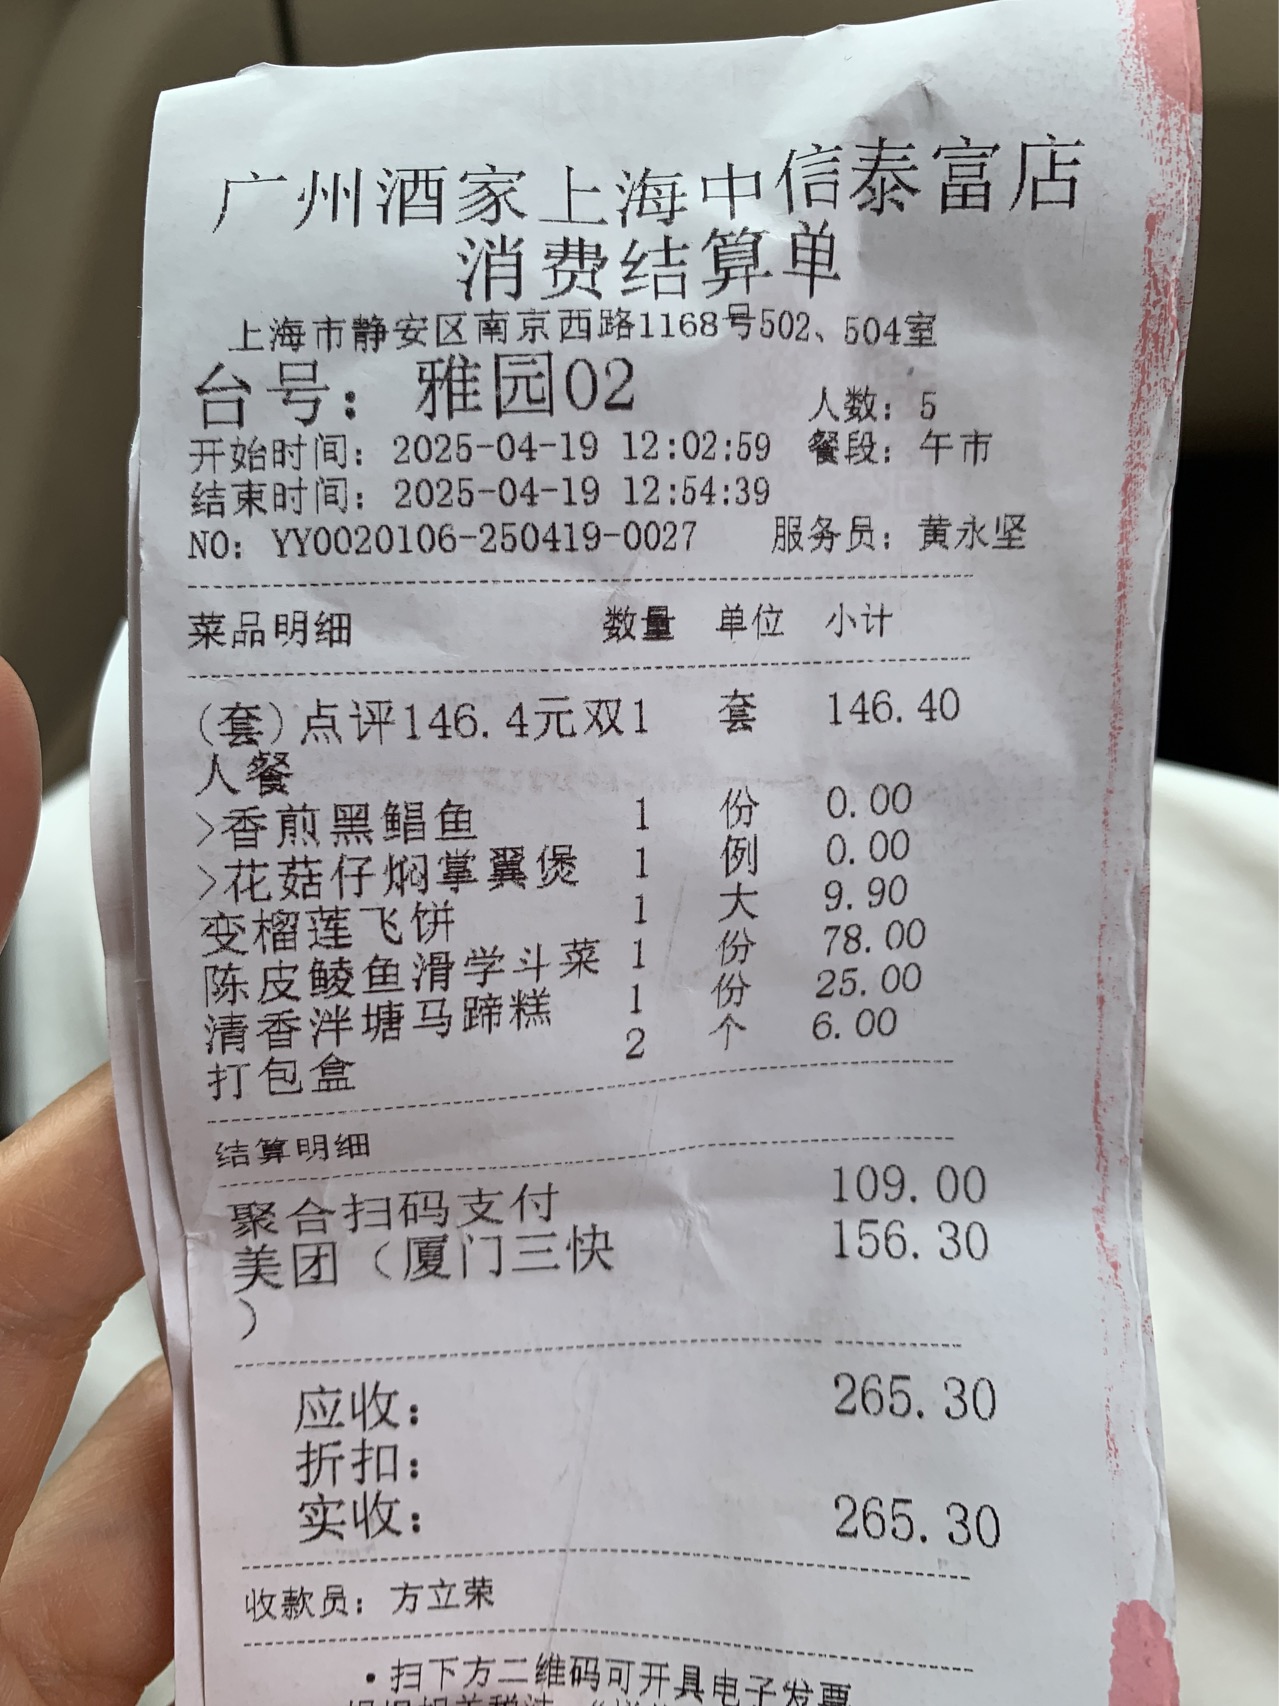 广州酒家上海中信泰富店
消费结算单
上海市静安区南京西路1168号502、504室
台号：雅园02 人数：5
开始时间：2025-04-19 12:02:59 餐段：午市
结束时间：2025-04-19 12:54:39
NO：YY0020106-250419-0027 服务员：黄永坚
菜品明细 数量 单位 小计
(套)点评146.4元双 1 套 146.40
人餐
>香煎黑鲳鱼 1 份 0.00
>花菇仔焖掌翼煲 1 例 0.00
变榴莲飞饼 1 大 9.90
陈皮鲮鱼滑学斗菜 1 份 78.00
清香泮塘马蹄糕 1 份 25.00
打包盒 2 个 6.00
结算明细
聚合扫码支付 109.00
美团（厦门三快 156.30
）
应收： 265.30
折扣：
实收： 265.30
收款员：方立荣
·扫下方二维码可开具电子发票